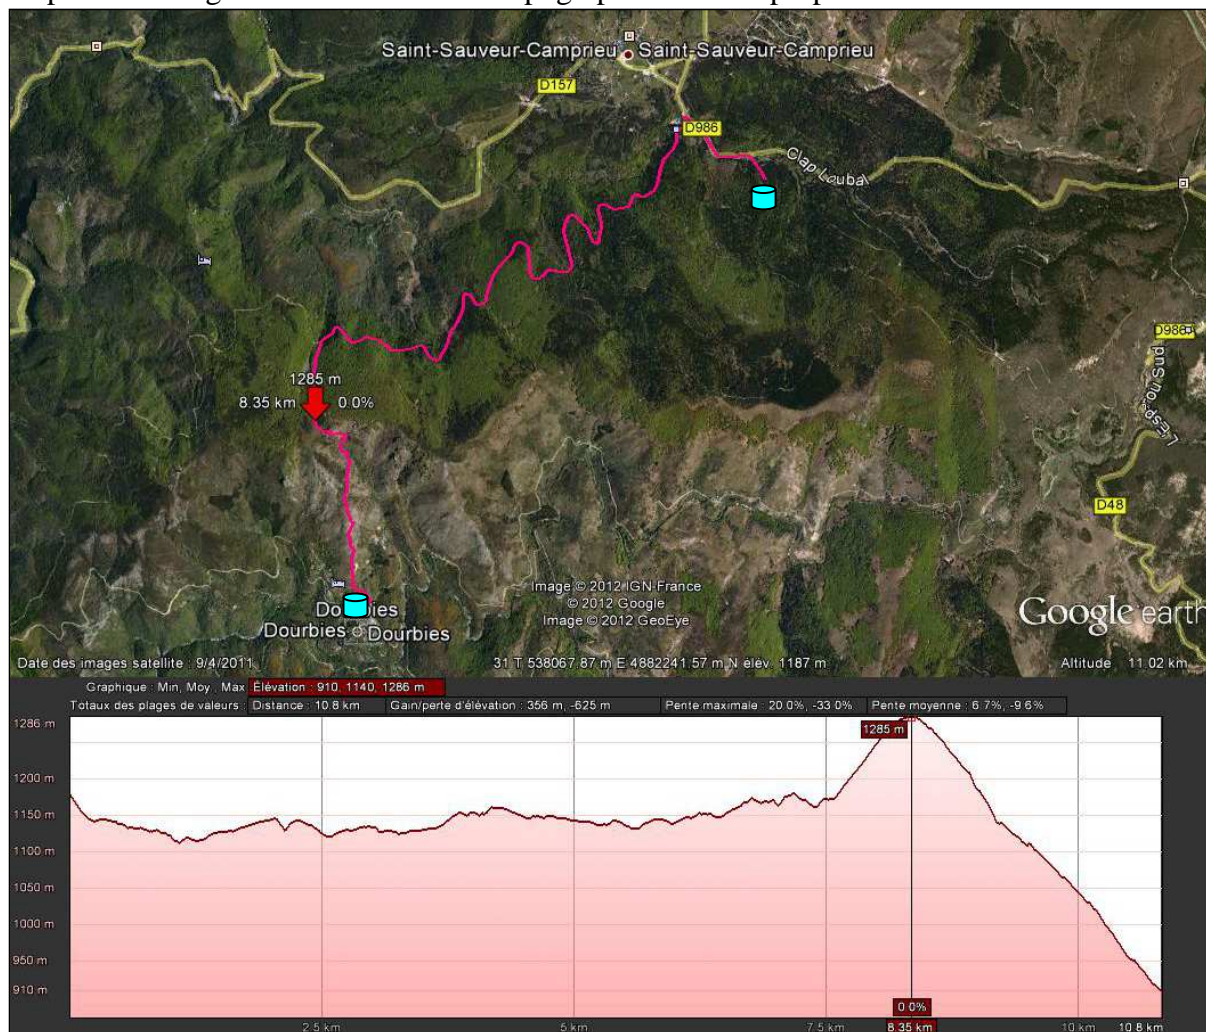 Saint-Sauveur-Camprieu Saint-Sauveur-Camprieu
D157
D986
Clap Loubal
1285 m
8.35 km 0.0%
D986
L'Espérou Sud
D48
Image © 2012 IGN-France
© 2012 Google
Image © 2012 GeoEye
Google earth
Dourbies
Dourbies Dourbies
Date des images satellite : 9/4/2011
31 T 538067.87 m E 4882241.57 m N élév. 1187 m
Altitude 11.02 km
Graphique : Min, Moy, Max Élévation : 910, 1140, 1286 m
Totaux des plages de valeurs : Distance : 10.8 km Gain/perte d'élévation : 356 m, -625 m Pente maximale : 20.0%, -33.0% Pente moyenne : 6.7%, -9.6%
1286 m
1285 m
1200 m
1150 m
1100 m
1050 m
1000 m
950 m
910 m
0.0%
2.5 km 5 km 7.5 km 8.35 km 10 km 10.8 km